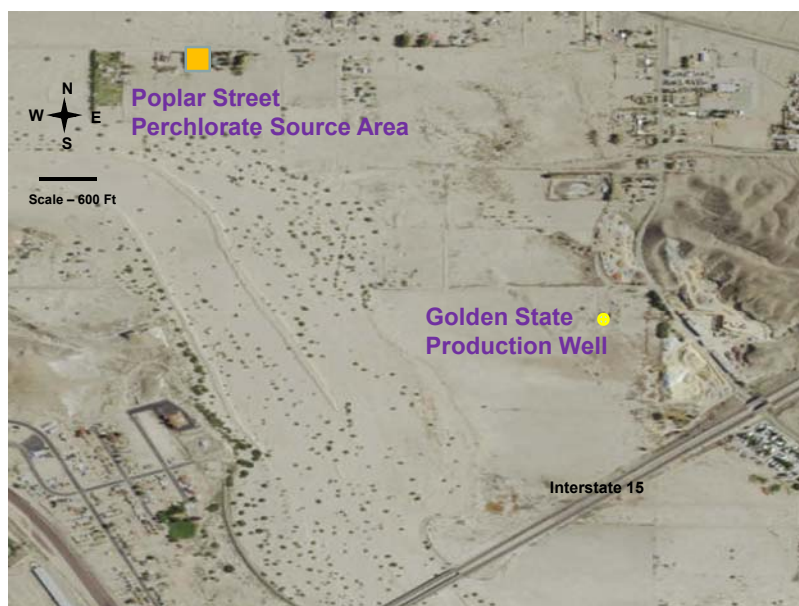 Poplar Street
Perchlorate Source Area
N
W
E
S
Scale – 600 Ft
Golden State
Production Well
Interstate 15